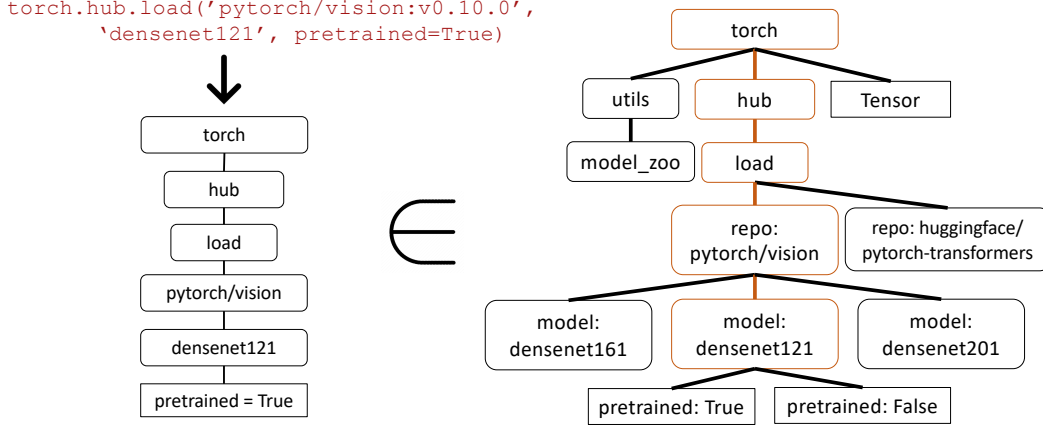 torch.hub.load(’pytorch/vision:v0.10.0’,
‘densenet121’, pretrained=True)
torch
hub
load
pytorch/vision
densenet121
pretrained = True
∈
torch
utils
hub
Tensor
model_zoo
load
repo:
pytorch/vision
repo: huggingface/
pytorch-transformers
model:
densenet161
model:
densenet121
model:
densenet201
pretrained: True
pretrained: False